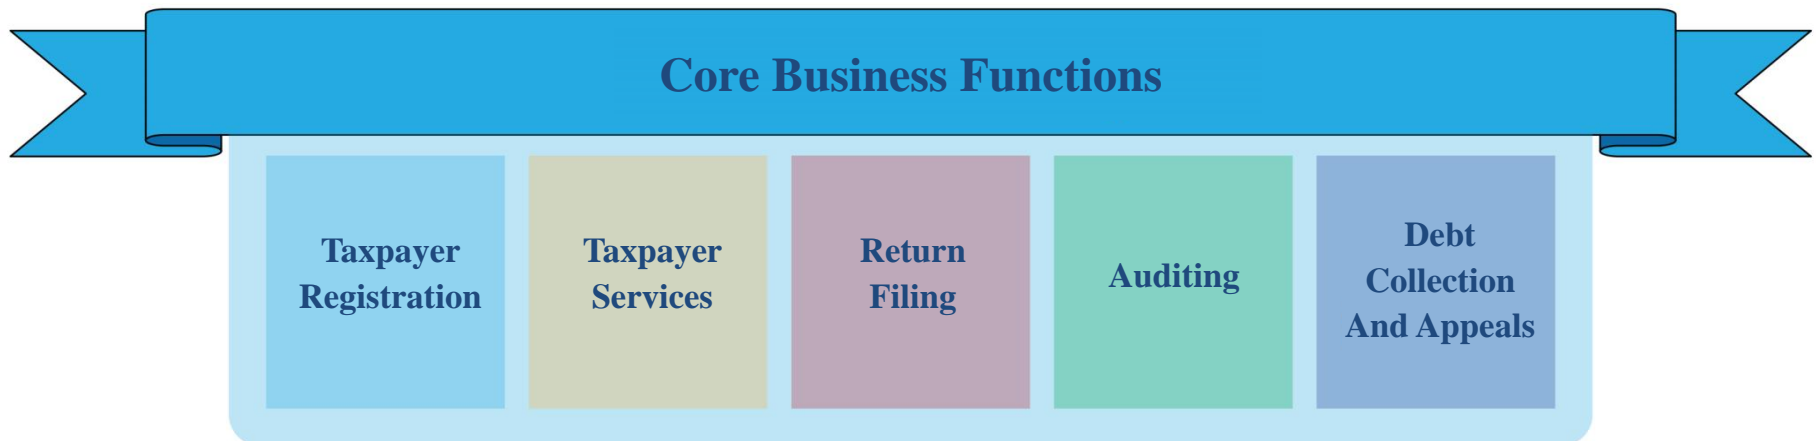 Core Business Functions
Taxpayer
Registration
Taxpayer
Services
Return
Filing
Auditing
Debt
Collection
And Appeals